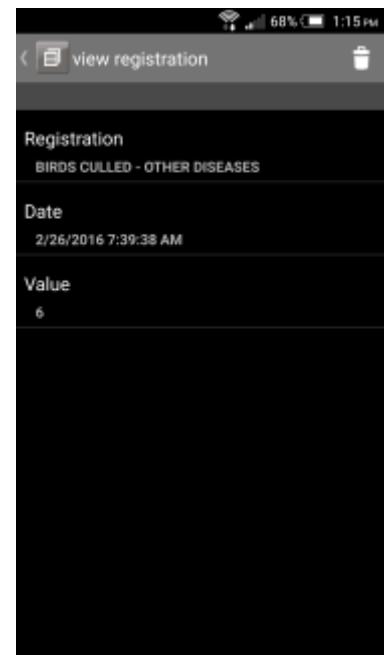 68% 1:15 PM
view registration
Registration
BIRDS CULLED - OTHER DISEASES
Date
2/26/2016 7:39:38 AM
Value
6